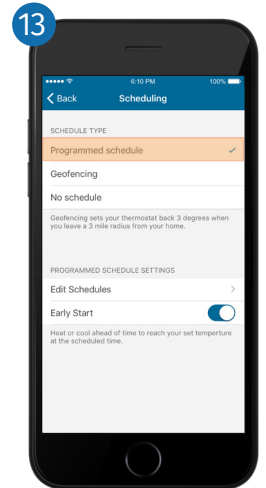 13
6:10 PM
100%
Back
Scheduling
SCHEDULE TYPE
Programmed schedule
Geofencing
No schedule
Geofencing sets your thermostat back 3 degrees when
you leave a 3 mile radius from your home.
PROGRAMMED SCHEDULE SETTINGS
Edit Schedules
Early Start
Heat or cool ahead of time to reach your set temperture
at the scheduled time.